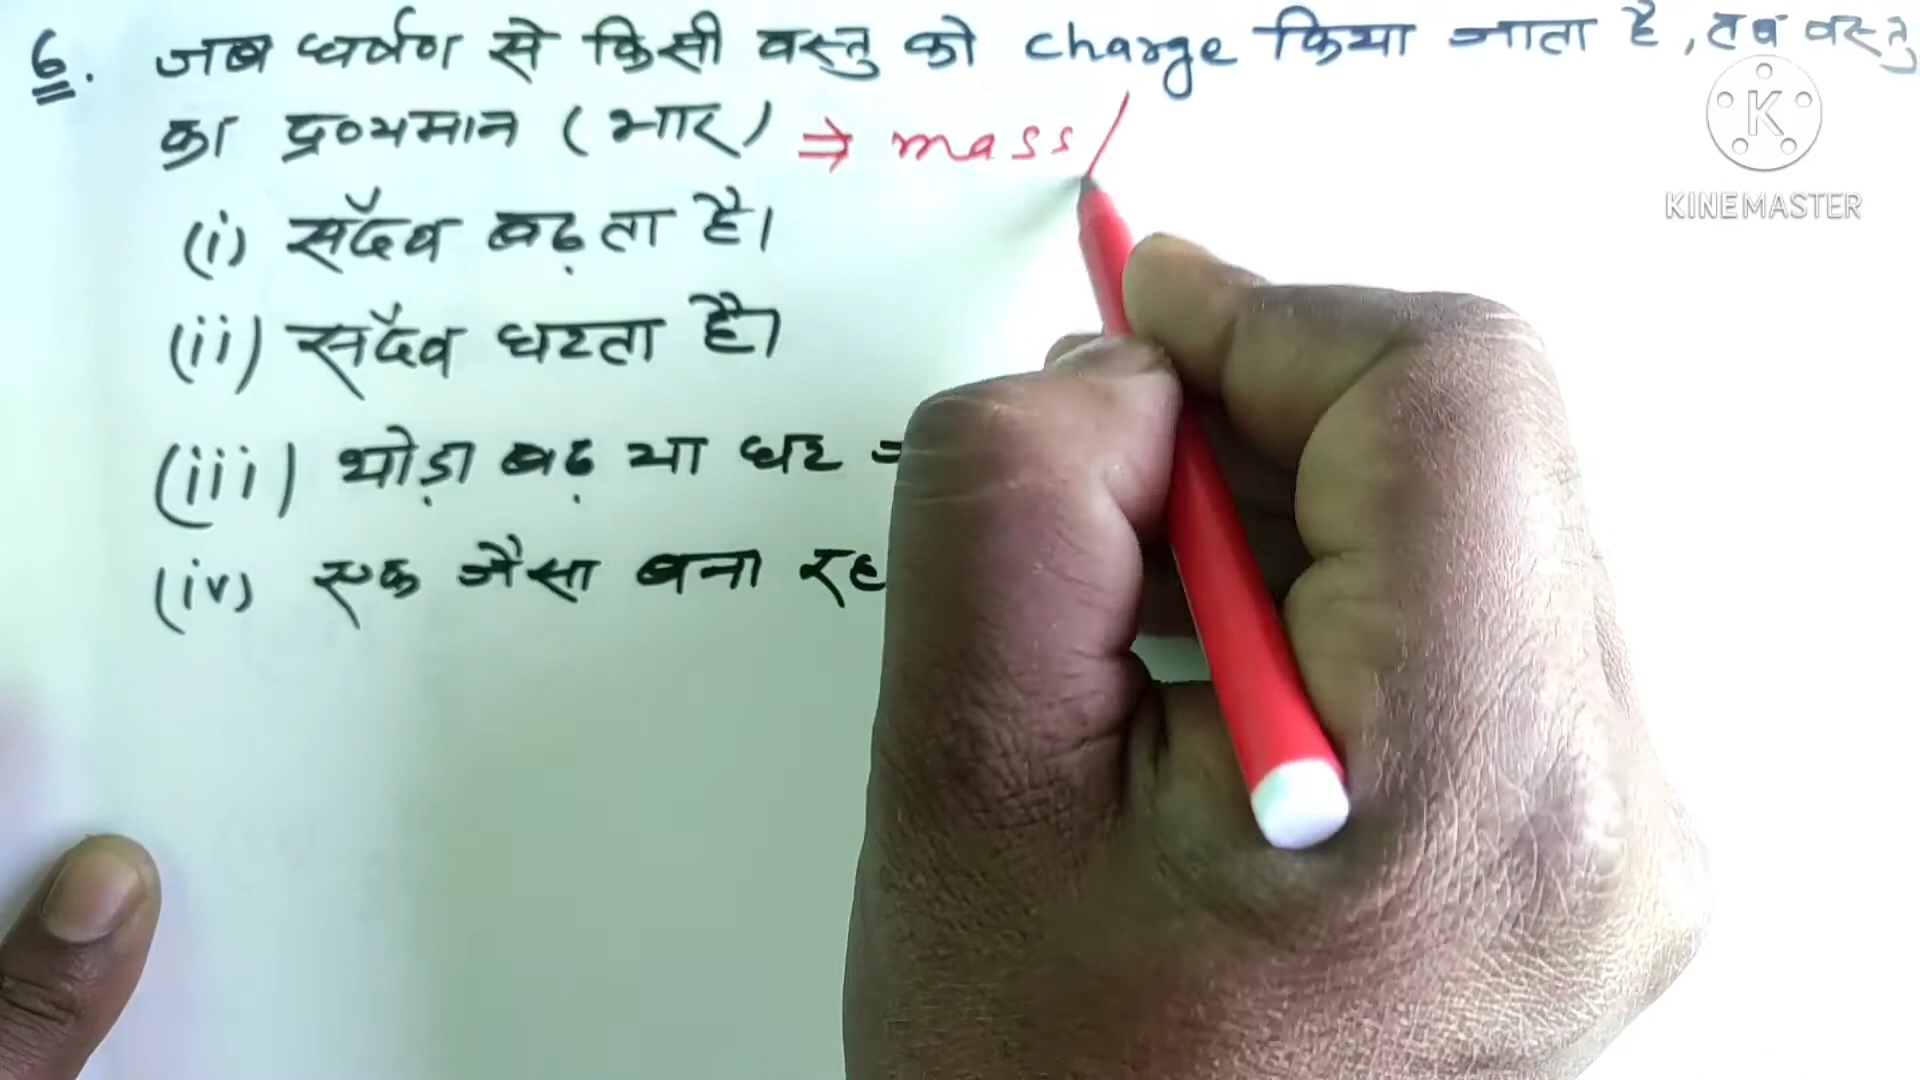 6. जब घर्षण से किसी वस्तु को charge किया जाता है, तब वस्तु
का द्रव्यमान (भार) ⇒ mass/
(i) सदैव बढ़ता है।
(ii) सदैव घटता है।
(iii) थोड़ा बढ़ या घट
(iv) एक जैसा बना रह
K
KINEMASTER